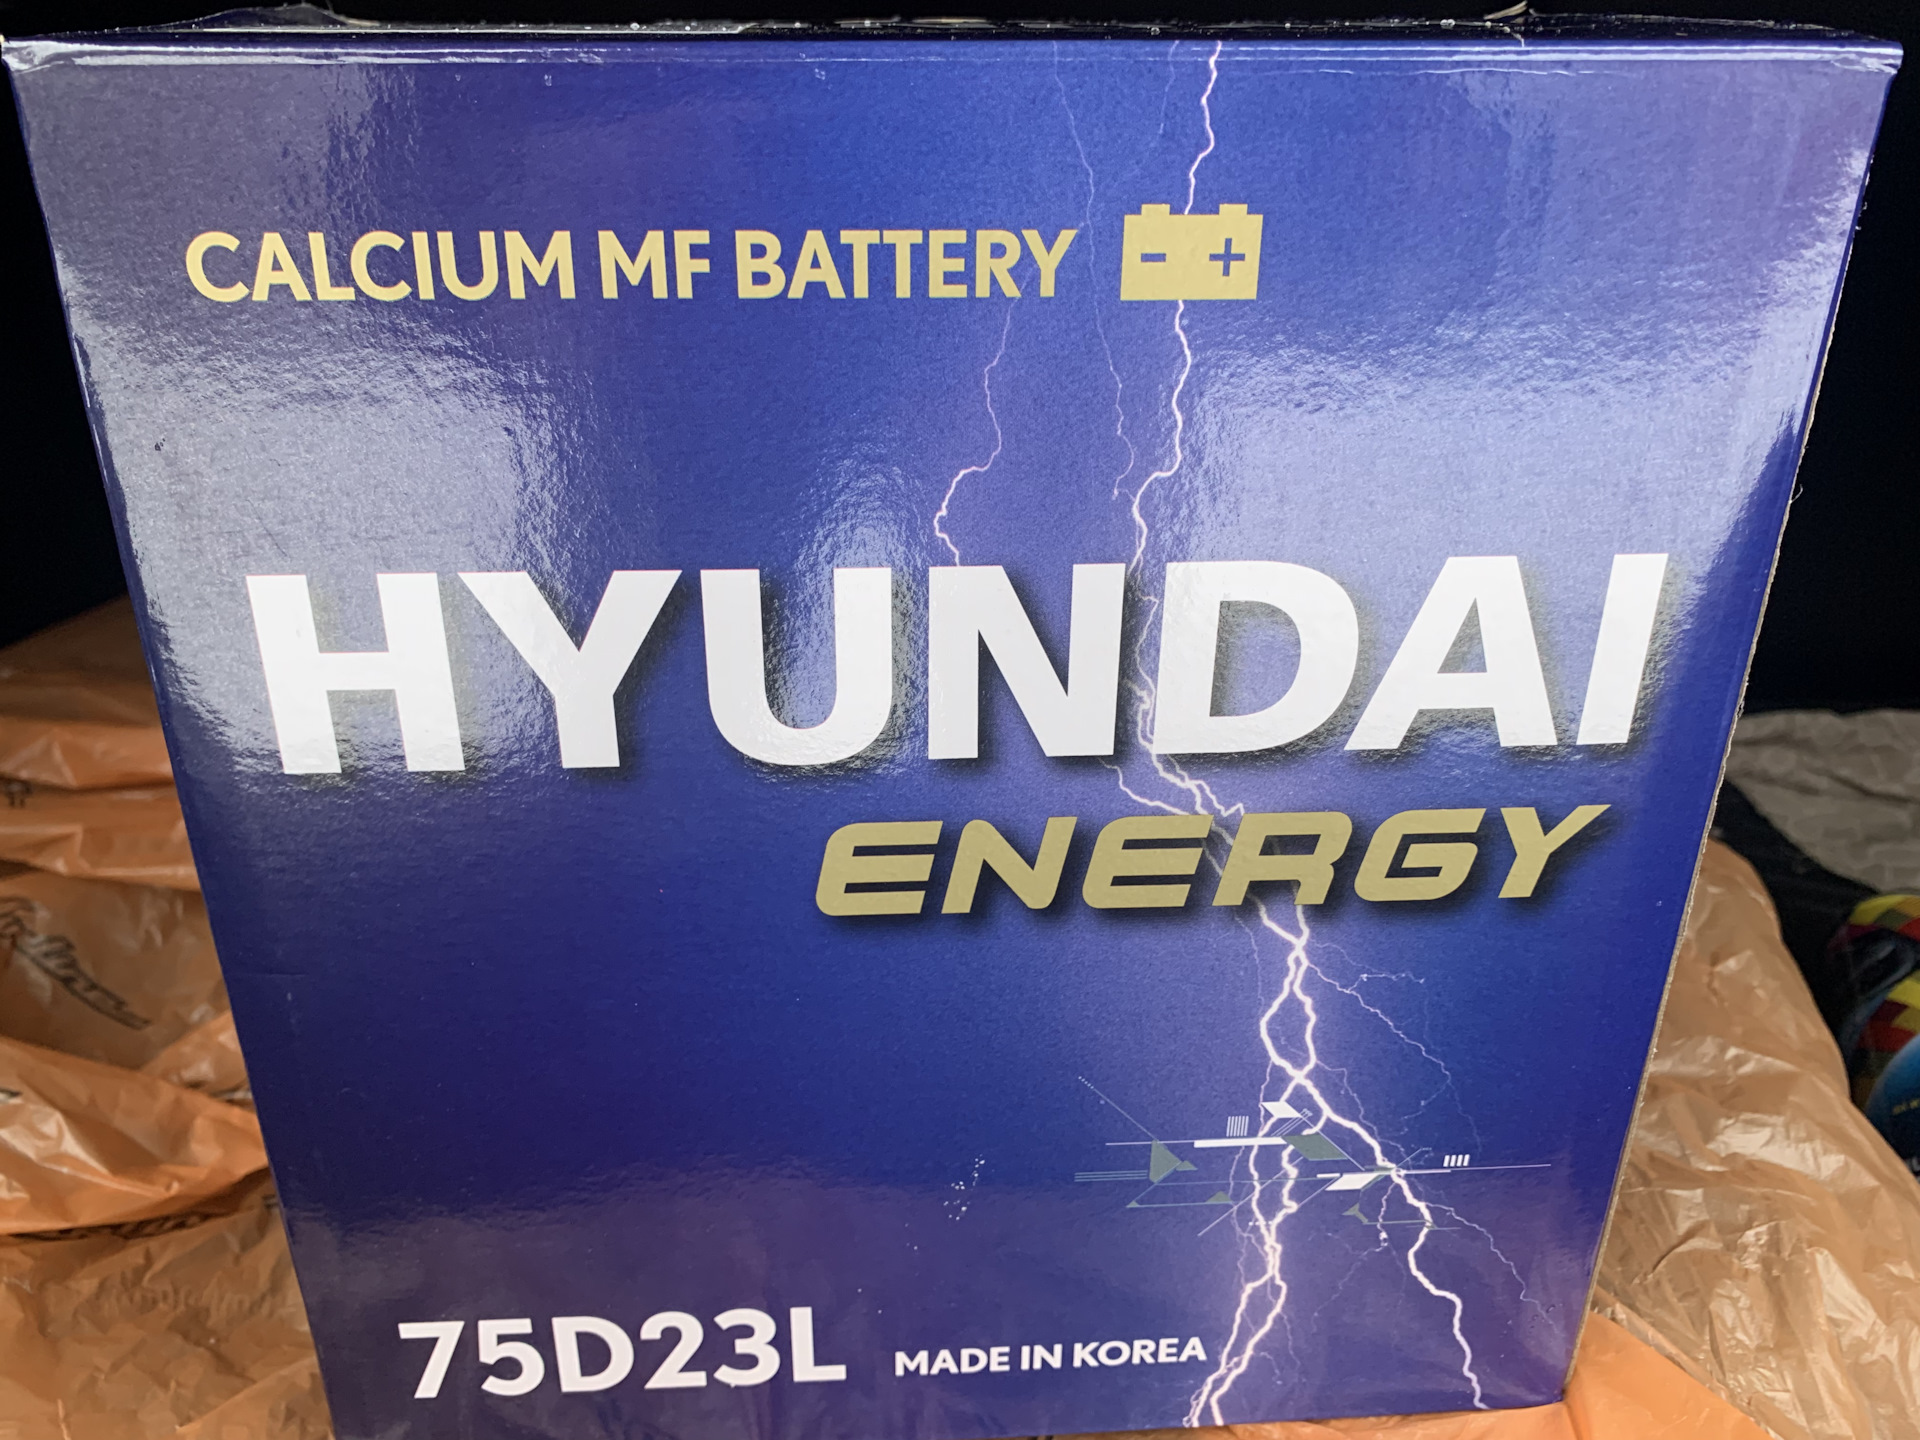 CALCIUM MF BATTERY
- +
HYUNDAI
ENERGY
75D23L MADE IN KOREA